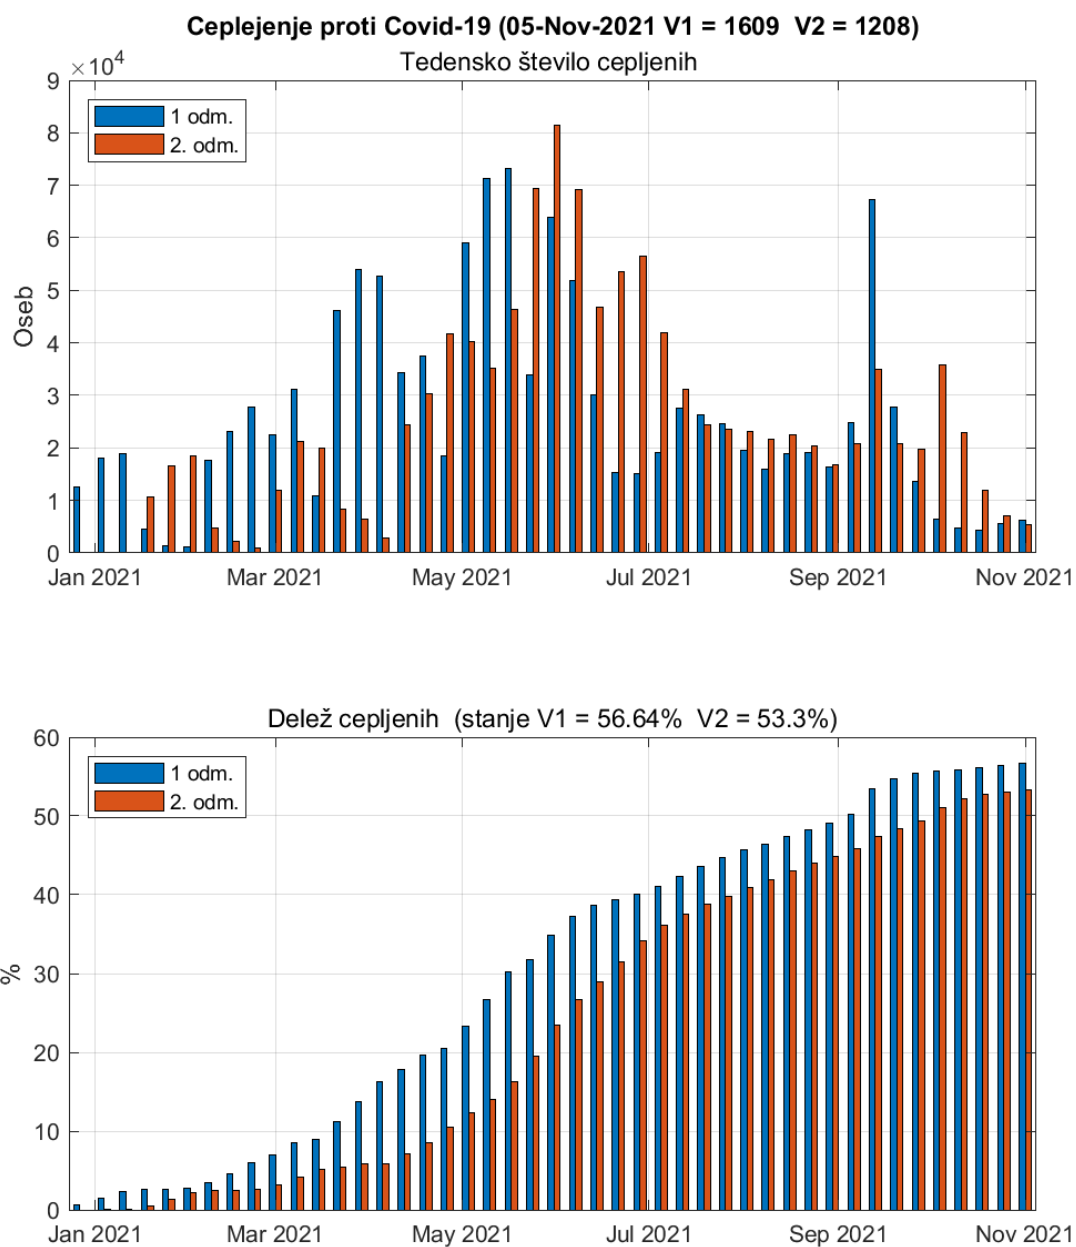 Ceplejenje proti Covid-19 (05-Nov-2021 V1 = 1609  V2 = 1208)
×10⁴
Tedensko število cepljenih
1 odm.
2. odm.
Oseb
9
8
7
6
5
4
3
2
1
0
Jan 2021 Mar 2021 May 2021 Jul 2021 Sep 2021 Nov 2021
Delež cepljenih  (stanje V1 = 56.64%  V2 = 53.3%)
1 odm.
2. odm.
%
60
50
40
30
20
10
0
Jan 2021 Mar 2021 May 2021 Jul 2021 Sep 2021 Nov 2021